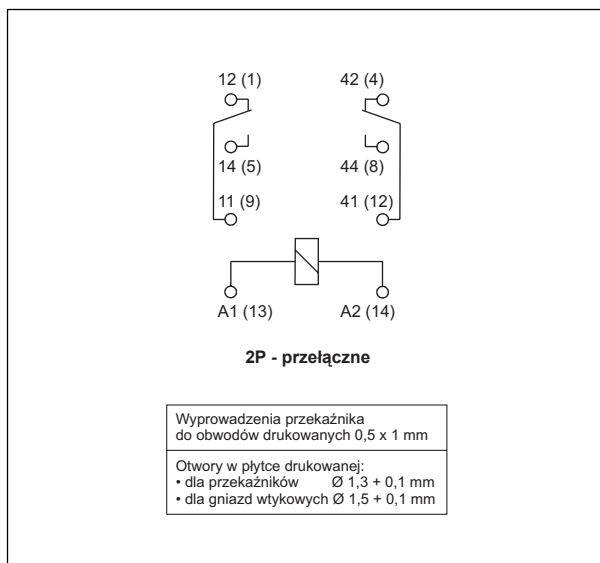 12 (1) 42 (4)
14 (5) 44 (8)
11 (9) 41 (12)
A1 (13) A2 (14)
2P - przełączne
Wyprowadzenia przekaźnika
do obwodów drukowanych 0,5 x 1 mm
Otwory w płytce drukowanej:
• dla przekaźników Ø 1,3 + 0,1 mm
• dla gniazd wtykowych Ø 1,5 + 0,1 mm